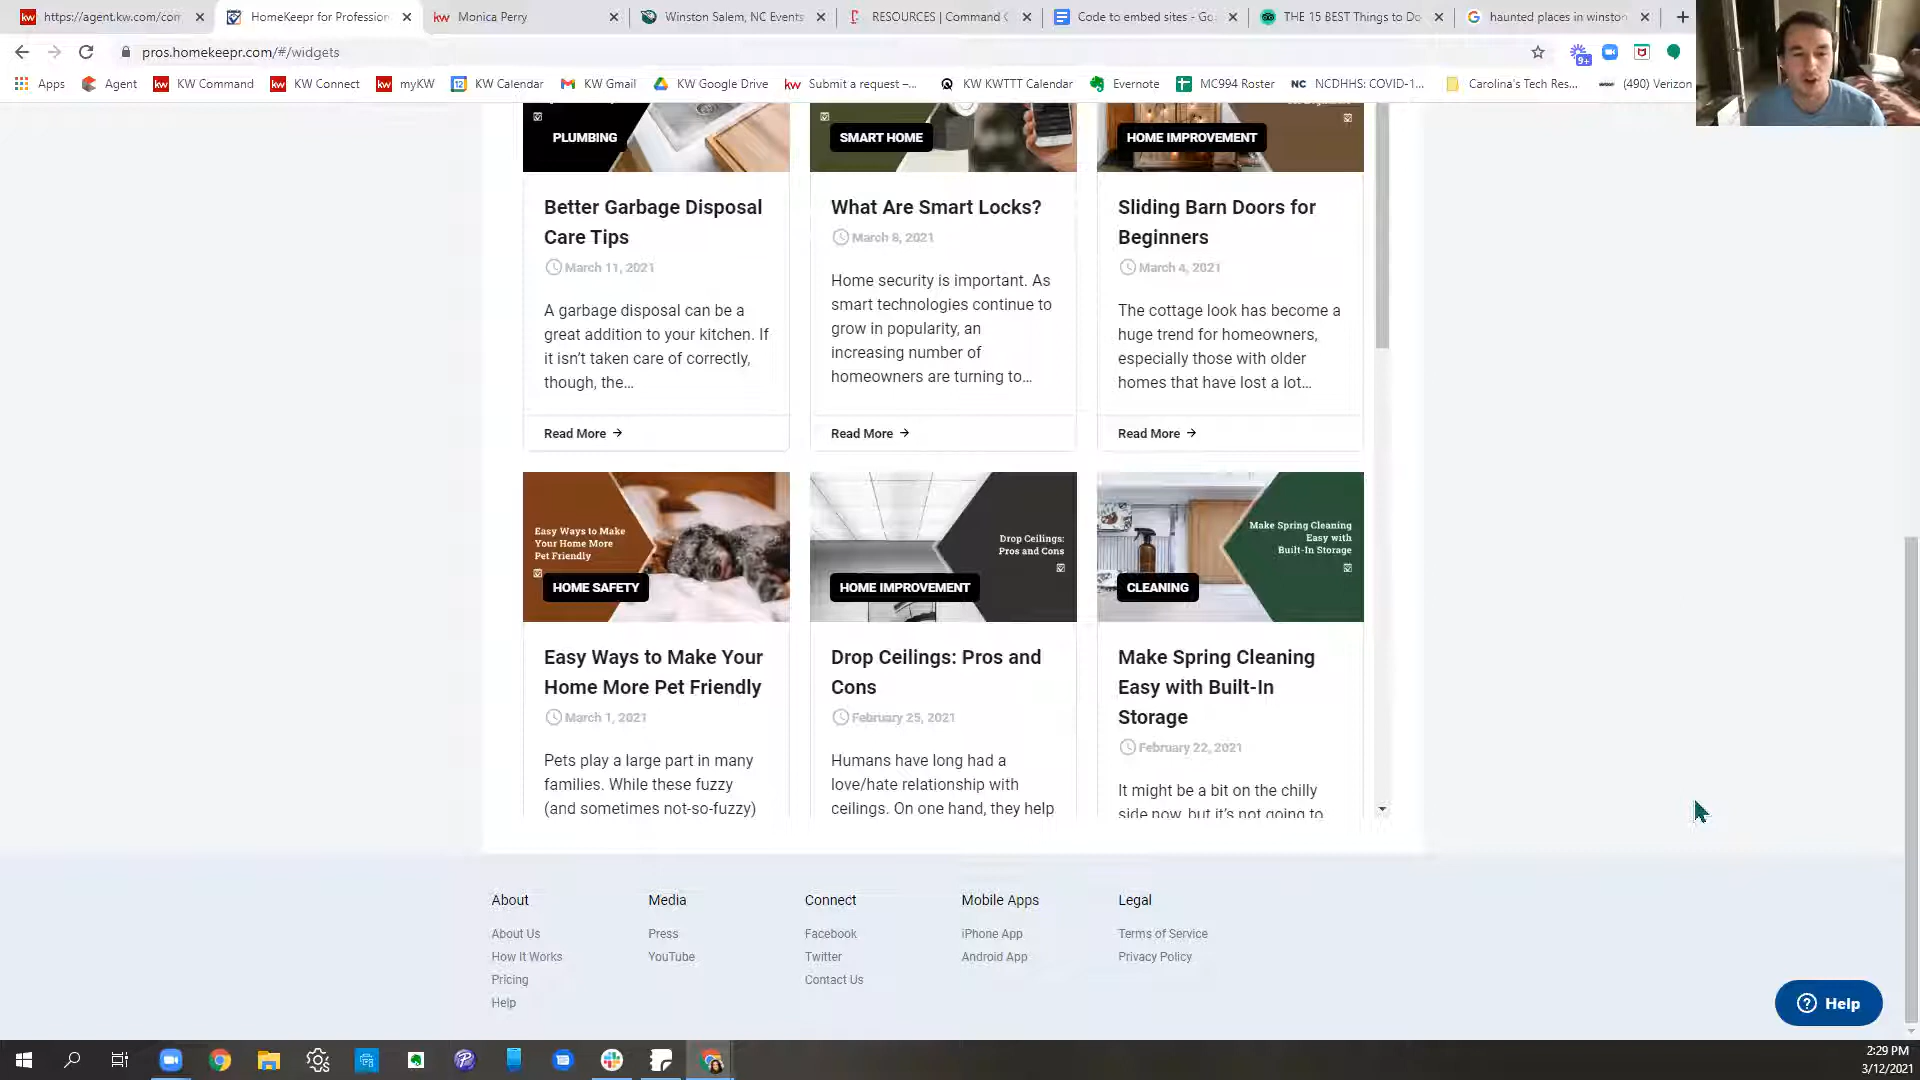 https://agent.kw.com/com
HomeKeepr for Profession
Monica Perry
Winston Salem, NC Events
RESOURCES | Command
Code to embed sites - Go
THE 15 BEST Things to Do
haunted places in winston
pros.homekeepr.com/#/widgets
9+
Apps
Agent
KW Command
KW Connect
myKW
KW Calendar
KW Gmail
KW Google Drive
Submit a request –...
KW KWTTT Calendar
Evernote
MC994 Roster
NCDHHS: COVID-1...
Carolina's Tech Res...
(490) Verizon
PLUMBING
SMART HOME
HOME IMPROVEMENT
Better Garbage Disposal
Care Tips
March 11, 2021
A garbage disposal can be a
great addition to your kitchen. If
it isn't taken care of correctly,
though, the...
Read More →
What Are Smart Locks?
March 8, 2021
Home security is important. As
smart technologies continue to
grow in popularity, an
increasing number of
homeowners are turning to...
Read More →
Sliding Barn Doors for
Beginners
March 4, 2021
The cottage look has become a
huge trend for homeowners,
especially those with older
homes that have lost a lot...
Read More →
Easy Ways to Make
Your Home More
Pet Friendly
HOME SAFETY
Drop Ceilings:
Pros and Cons
HOME IMPROVEMENT
Make Spring Cleaning
Easy with
Built-In Storage
CLEANING
Easy Ways to Make Your
Home More Pet Friendly
March 1, 2021
Pets play a large part in many
families. While these fuzzy
(and sometimes not-so-fuzzy)
Drop Ceilings: Pros and
Cons
February 25, 2021
Humans have long had a
love/hate relationship with
ceilings. On one hand, they help
Make Spring Cleaning
Easy with Built-In
Storage
February 22, 2021
It might be a bit on the chilly
side now, but it's not going to
About
About Us
How It Works
Pricing
Help
Media
Press
YouTube
Connect
Facebook
Twitter
Contact Us
Mobile Apps
iPhone App
Android App
Legal
Terms of Service
Privacy Policy
Help
2:29 PM
3/12/2021